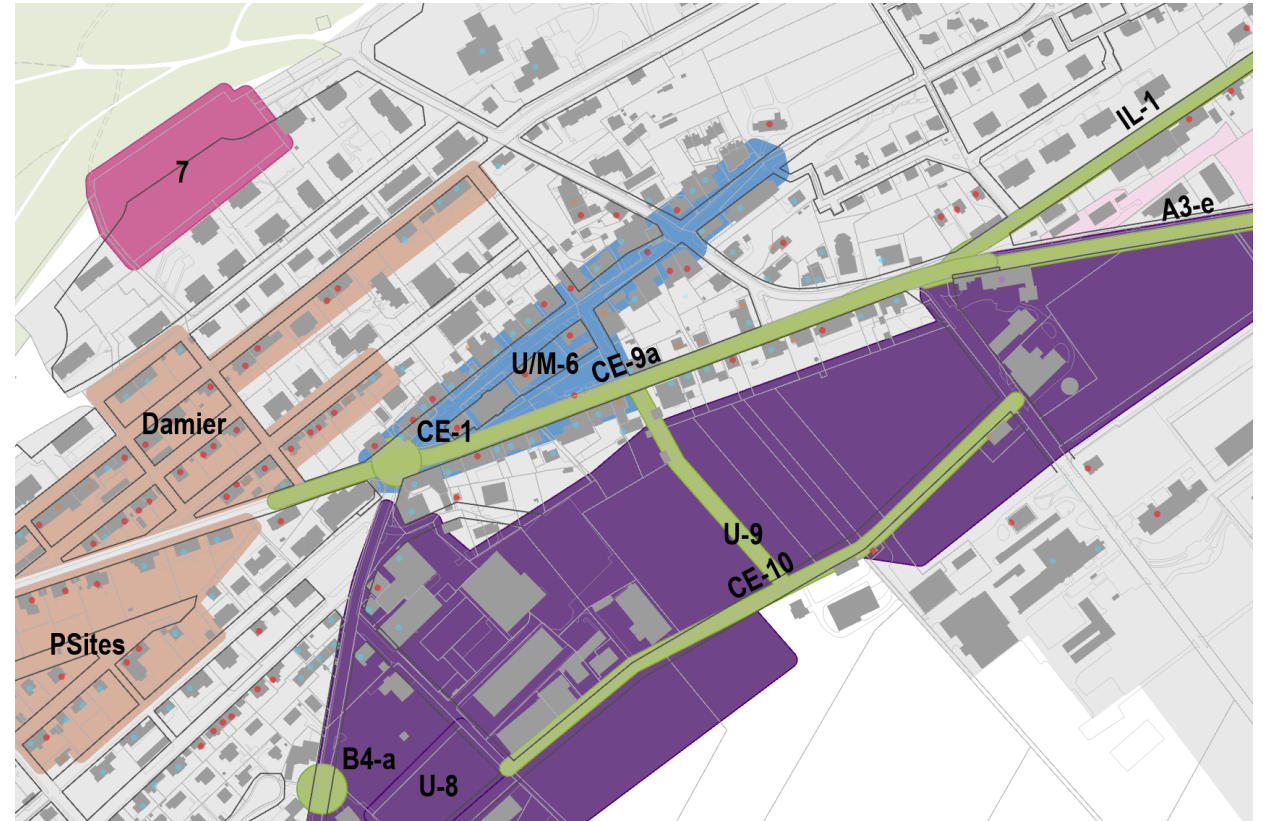 IL-1
7
A3-e
U/M-6
CE-9a
Damier
CE-1
U-9
CE-10
PSites
B4-a
U-8